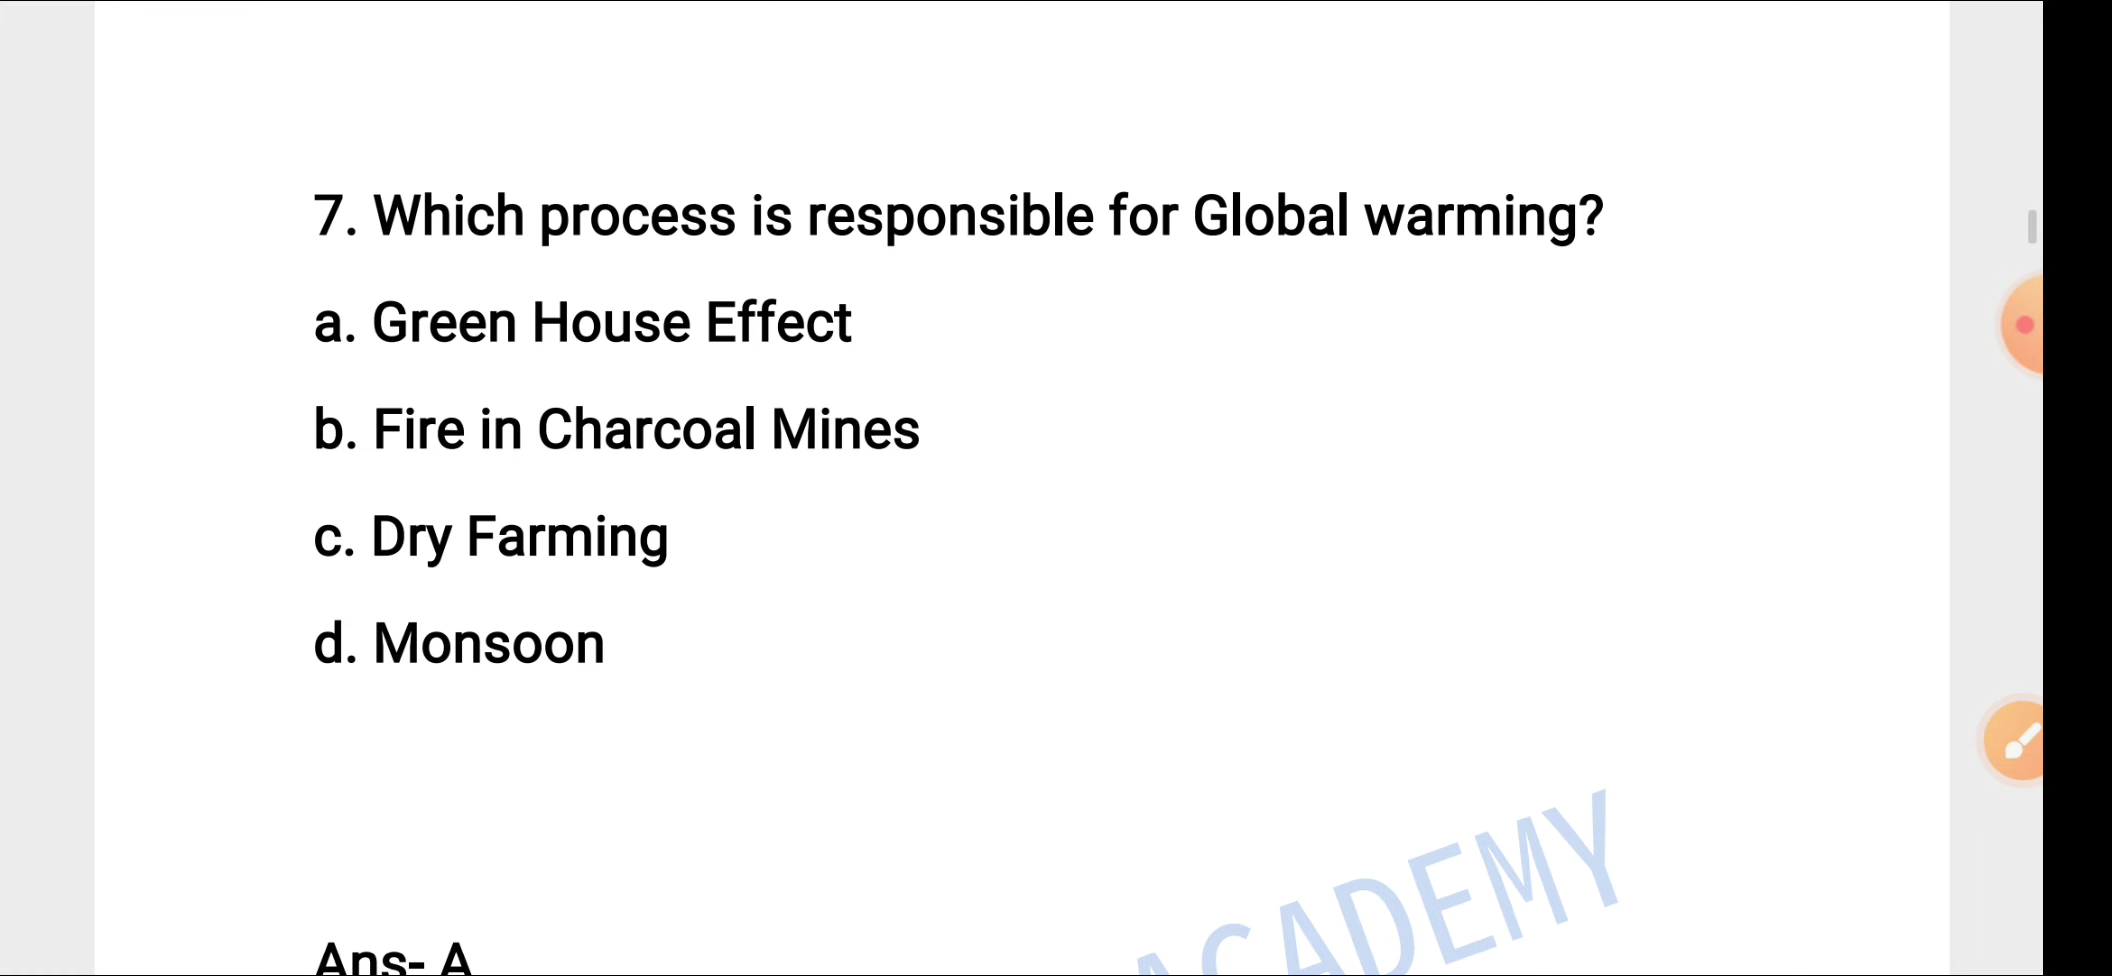 7. Which process is responsible for Global warming?
a. Green House Effect
b. Fire in Charcoal Mines
c. Dry Farming
d. Monsoon
ACADEMY
Ans- A